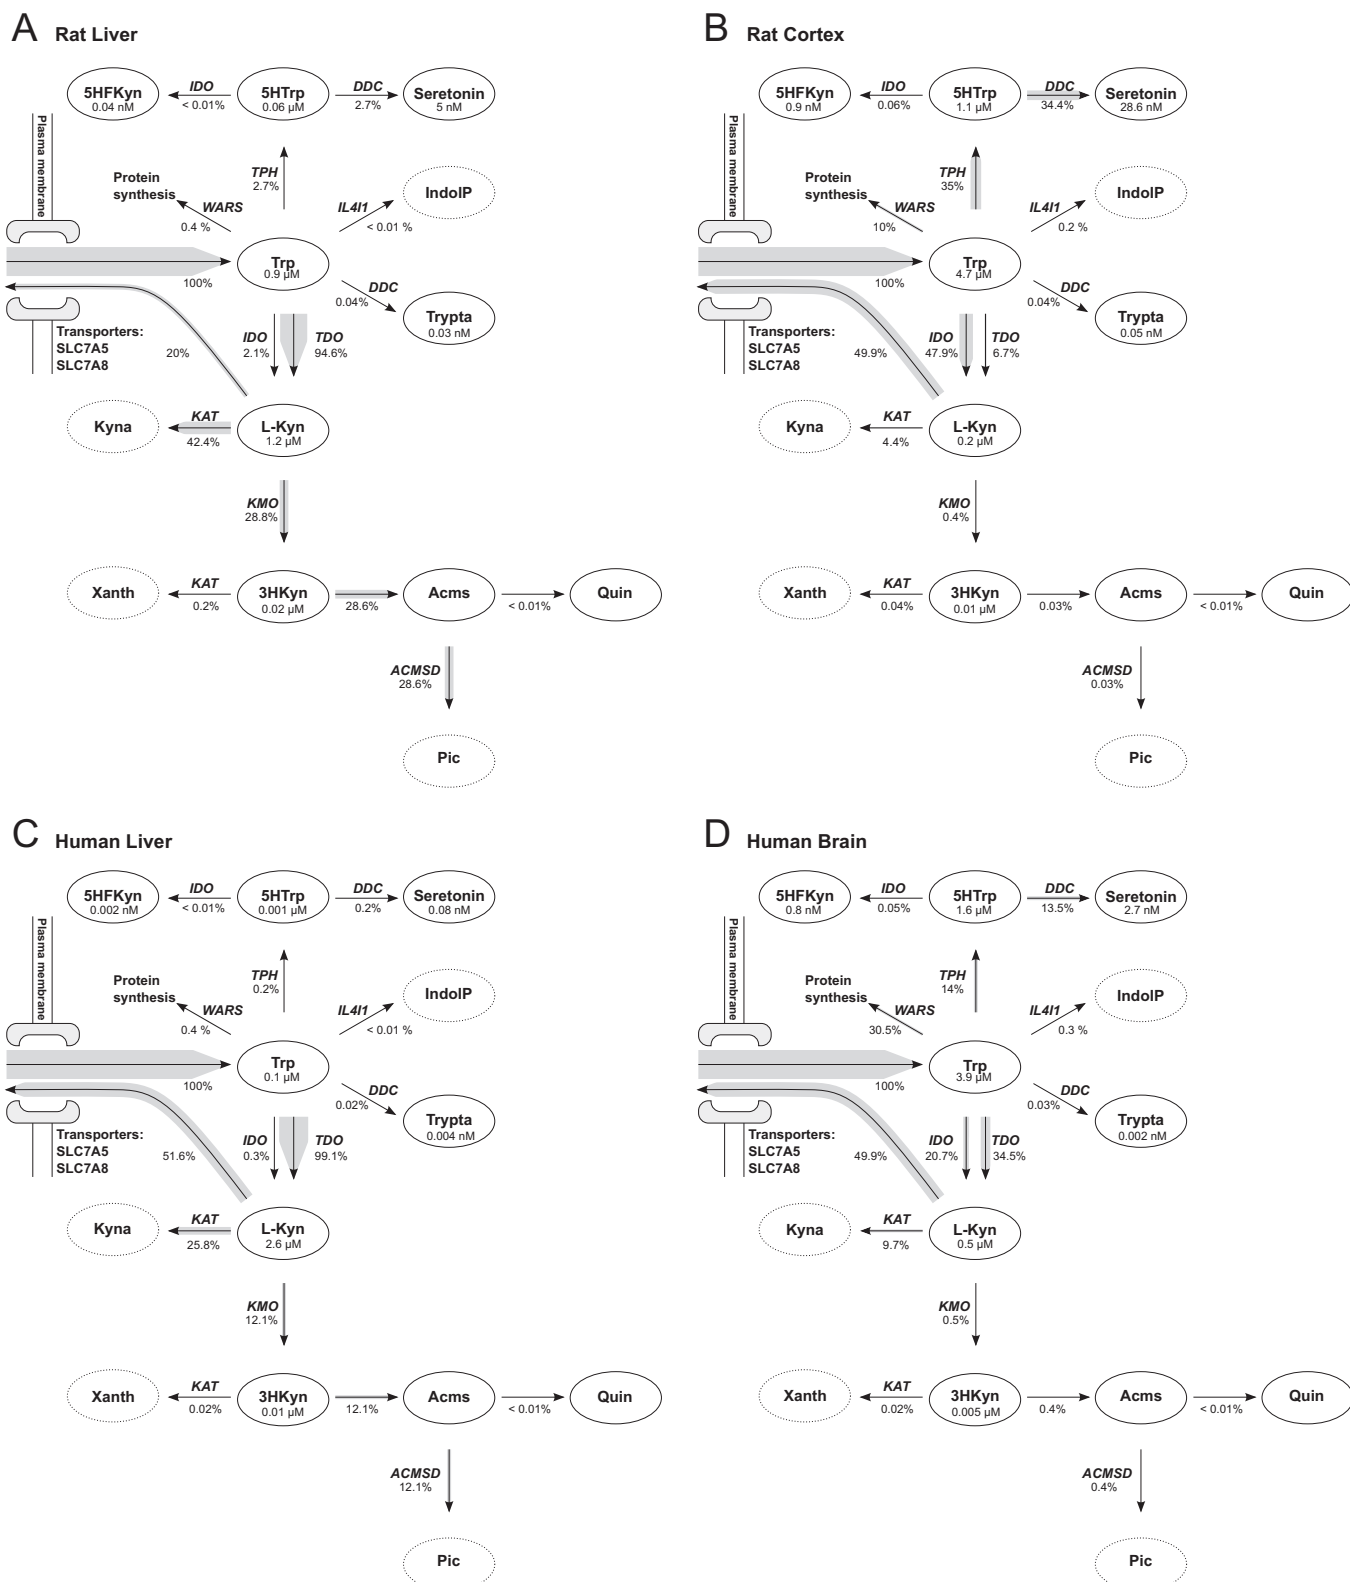 A Rat Liver
5HFKyn
0.04 nM
IDO
< 0.01%
5HTrp
0.06 µM
DDC
2.7%
Seretonin
5 nM
Plasma membrane
Protein
synthesis
WARS
0.4 %
TPH
2.7%
IL4I1
< 0.01 %
IndolP
100%
Trp
0.9 µM
DDC
0.04%
Trypta
0.03 nM
Transporters:
SLC7A5
SLC7A8
20%
IDO
2.1%
TDO
94.6%
Kyna
KAT
42.4%
L-Kyn
1.2 µM
KMO
28.8%
Xanth
KAT
0.2%
3HKyn
0.02 µM
28.6%
Acms
< 0.01%
Quin
ACMSD
28.6%
Pic
B Rat Cortex
5HFKyn
0.9 nM
IDO
0.06%
5HTrp
1.1 µM
DDC
34.4%
Seretonin
28.6 nM
Plasma membrane
Protein
synthesis
WARS
10%
TPH
35%
IL4I1
0.2 %
IndolP
100%
Trp
4.7 µM
DDC
0.04%
Trypta
0.05 nM
Transporters:
SLC7A5
SLC7A8
49.9%
IDO
47.9%
TDO
6.7%
Kyna
KAT
4.4%
L-Kyn
0.2 µM
KMO
0.4%
Xanth
KAT
0.04%
3HKyn
0.01 µM
0.03%
Acms
< 0.01%
Quin
ACMSD
0.03%
Pic
C Human Liver
5HFKyn
0.002 nM
IDO
< 0.01%
5HTrp
0.001 µM
DDC
0.2%
Seretonin
0.08 nM
Plasma membrane
Protein
synthesis
WARS
0.4 %
TPH
0.2%
IL4I1
< 0.01 %
IndolP
100%
Trp
0.1 µM
DDC
0.02%
Trypta
0.004 nM
Transporters:
SLC7A5
SLC7A8
51.6%
IDO
0.3%
TDO
99.1%
Kyna
KAT
25.8%
L-Kyn
2.6 µM
KMO
12.1%
Xanth
KAT
0.02%
3HKyn
0.01 µM
12.1%
Acms
< 0.01%
Quin
ACMSD
12.1%
Pic
D Human Brain
5HFKyn
0.8 nM
IDO
0.05%
5HTrp
1.6 µM
DDC
13.5%
Seretonin
2.7 nM
Plasma membrane
Protein
synthesis
WARS
30.5%
TPH
14%
IL4I1
0.3 %
IndolP
100%
Trp
3.9 µM
DDC
0.03%
Trypta
0.002 nM
Transporters:
SLC7A5
SLC7A8
49.9%
IDO
20.7%
TDO
34.5%
Kyna
KAT
9.7%
L-Kyn
0.5 µM
KMO
0.5%
Xanth
KAT
0.02%
3HKyn
0.005 µM
0.4%
Acms
< 0.01%
Quin
ACMSD
0.4%
Pic